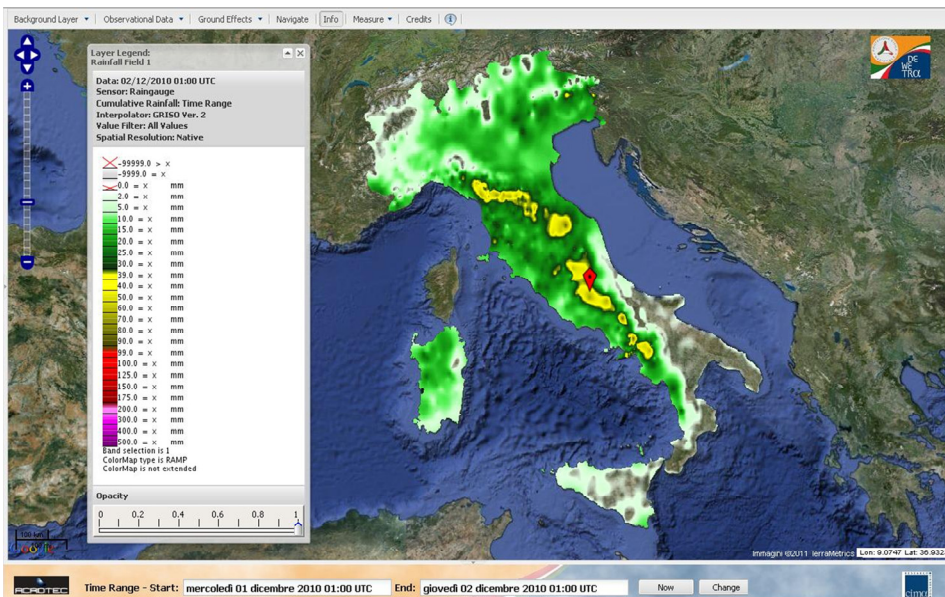 Background Layer Observational Data Ground Effects Navigate Info Measure Credits
Layer Legend:
Rainfall Field 1
Data: 02/12/2010 01:00 UTC
Sensor: Raingauge
Cumulative Rainfall: Time Range
Interpolator: GRISO Ver. 2
Value Filter: All Values
Spatial Resolution: Native
-99999.0 > x
-9999.0 = x
0.0 = x mm
2.0 = x mm
5.0 = x mm
10.0 = x mm
15.0 = x mm
20.0 = x mm
25.0 = x mm
30.0 = x mm
39.0 = x mm
40.0 = x mm
50.0 = x mm
60.0 = x mm
70.0 = x mm
80.0 = x mm
90.0 = x mm
99.0 = x mm
100.0 = x mm
125.0 = x mm
150.0 = x mm
175.0 = x mm
200.0 = x mm
300.0 = x mm
400.0 = x mm
500.0 = x mm
Band selection is 1
ColorMap type is RAMP
ColorMap is not extended
Opacity
0 0.2 0.4 0.6 0.8 1
DE
WE
TRα
100 km
Immagini ©2011 TerraMetrics Lon: 9.0747 Lat: 36.932
ACROTEC Time Range - Start: mercoledì 01 dicembre 2010 01:00 UTC End: giovedì 02 dicembre 2010 01:00 UTC Now Change
cima